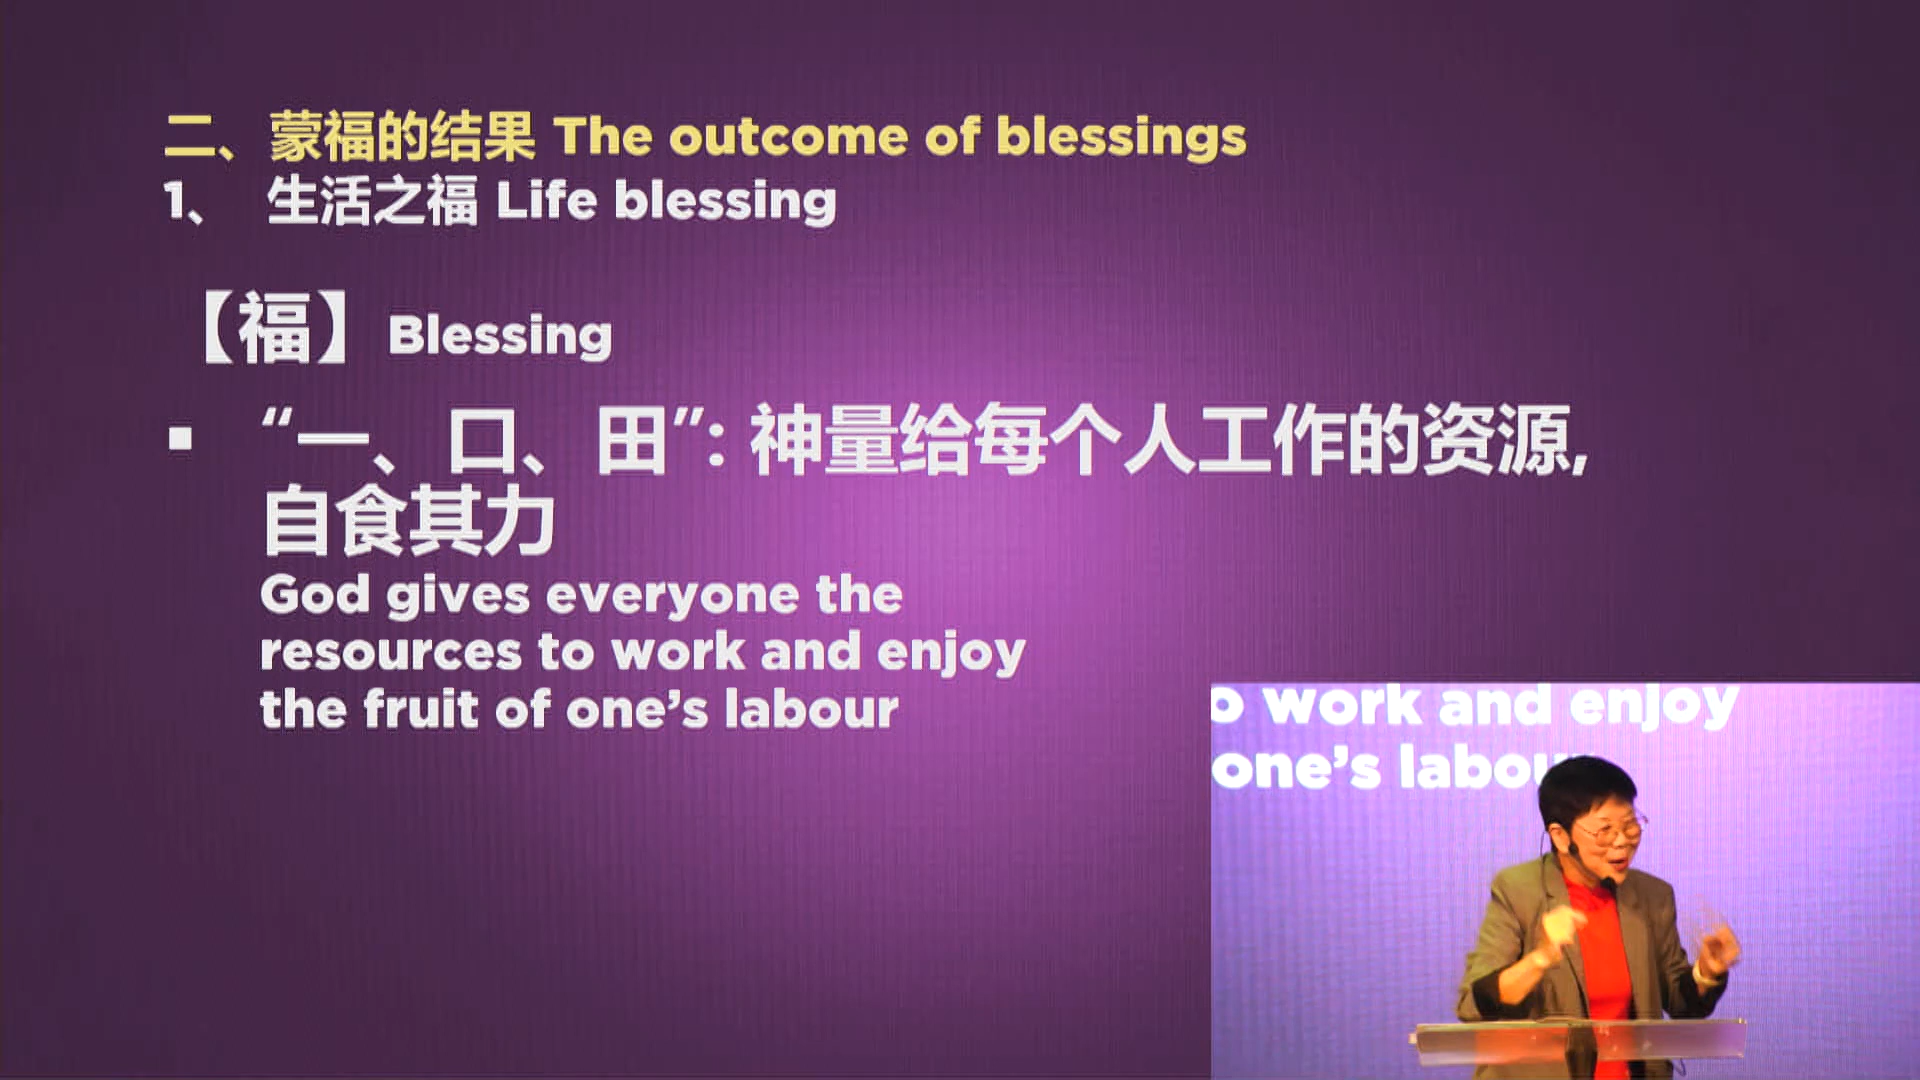 二、蒙福的结果 The outcome of blessings
1、 生活之福 Life blessing
【福】 Blessing
▪ “一、口、田”: 神量给每个人工作的资源,
自食其力
God gives everyone the
resources to work and enjoy
the fruit of one’s labour
o work and enjoy
one’s labou